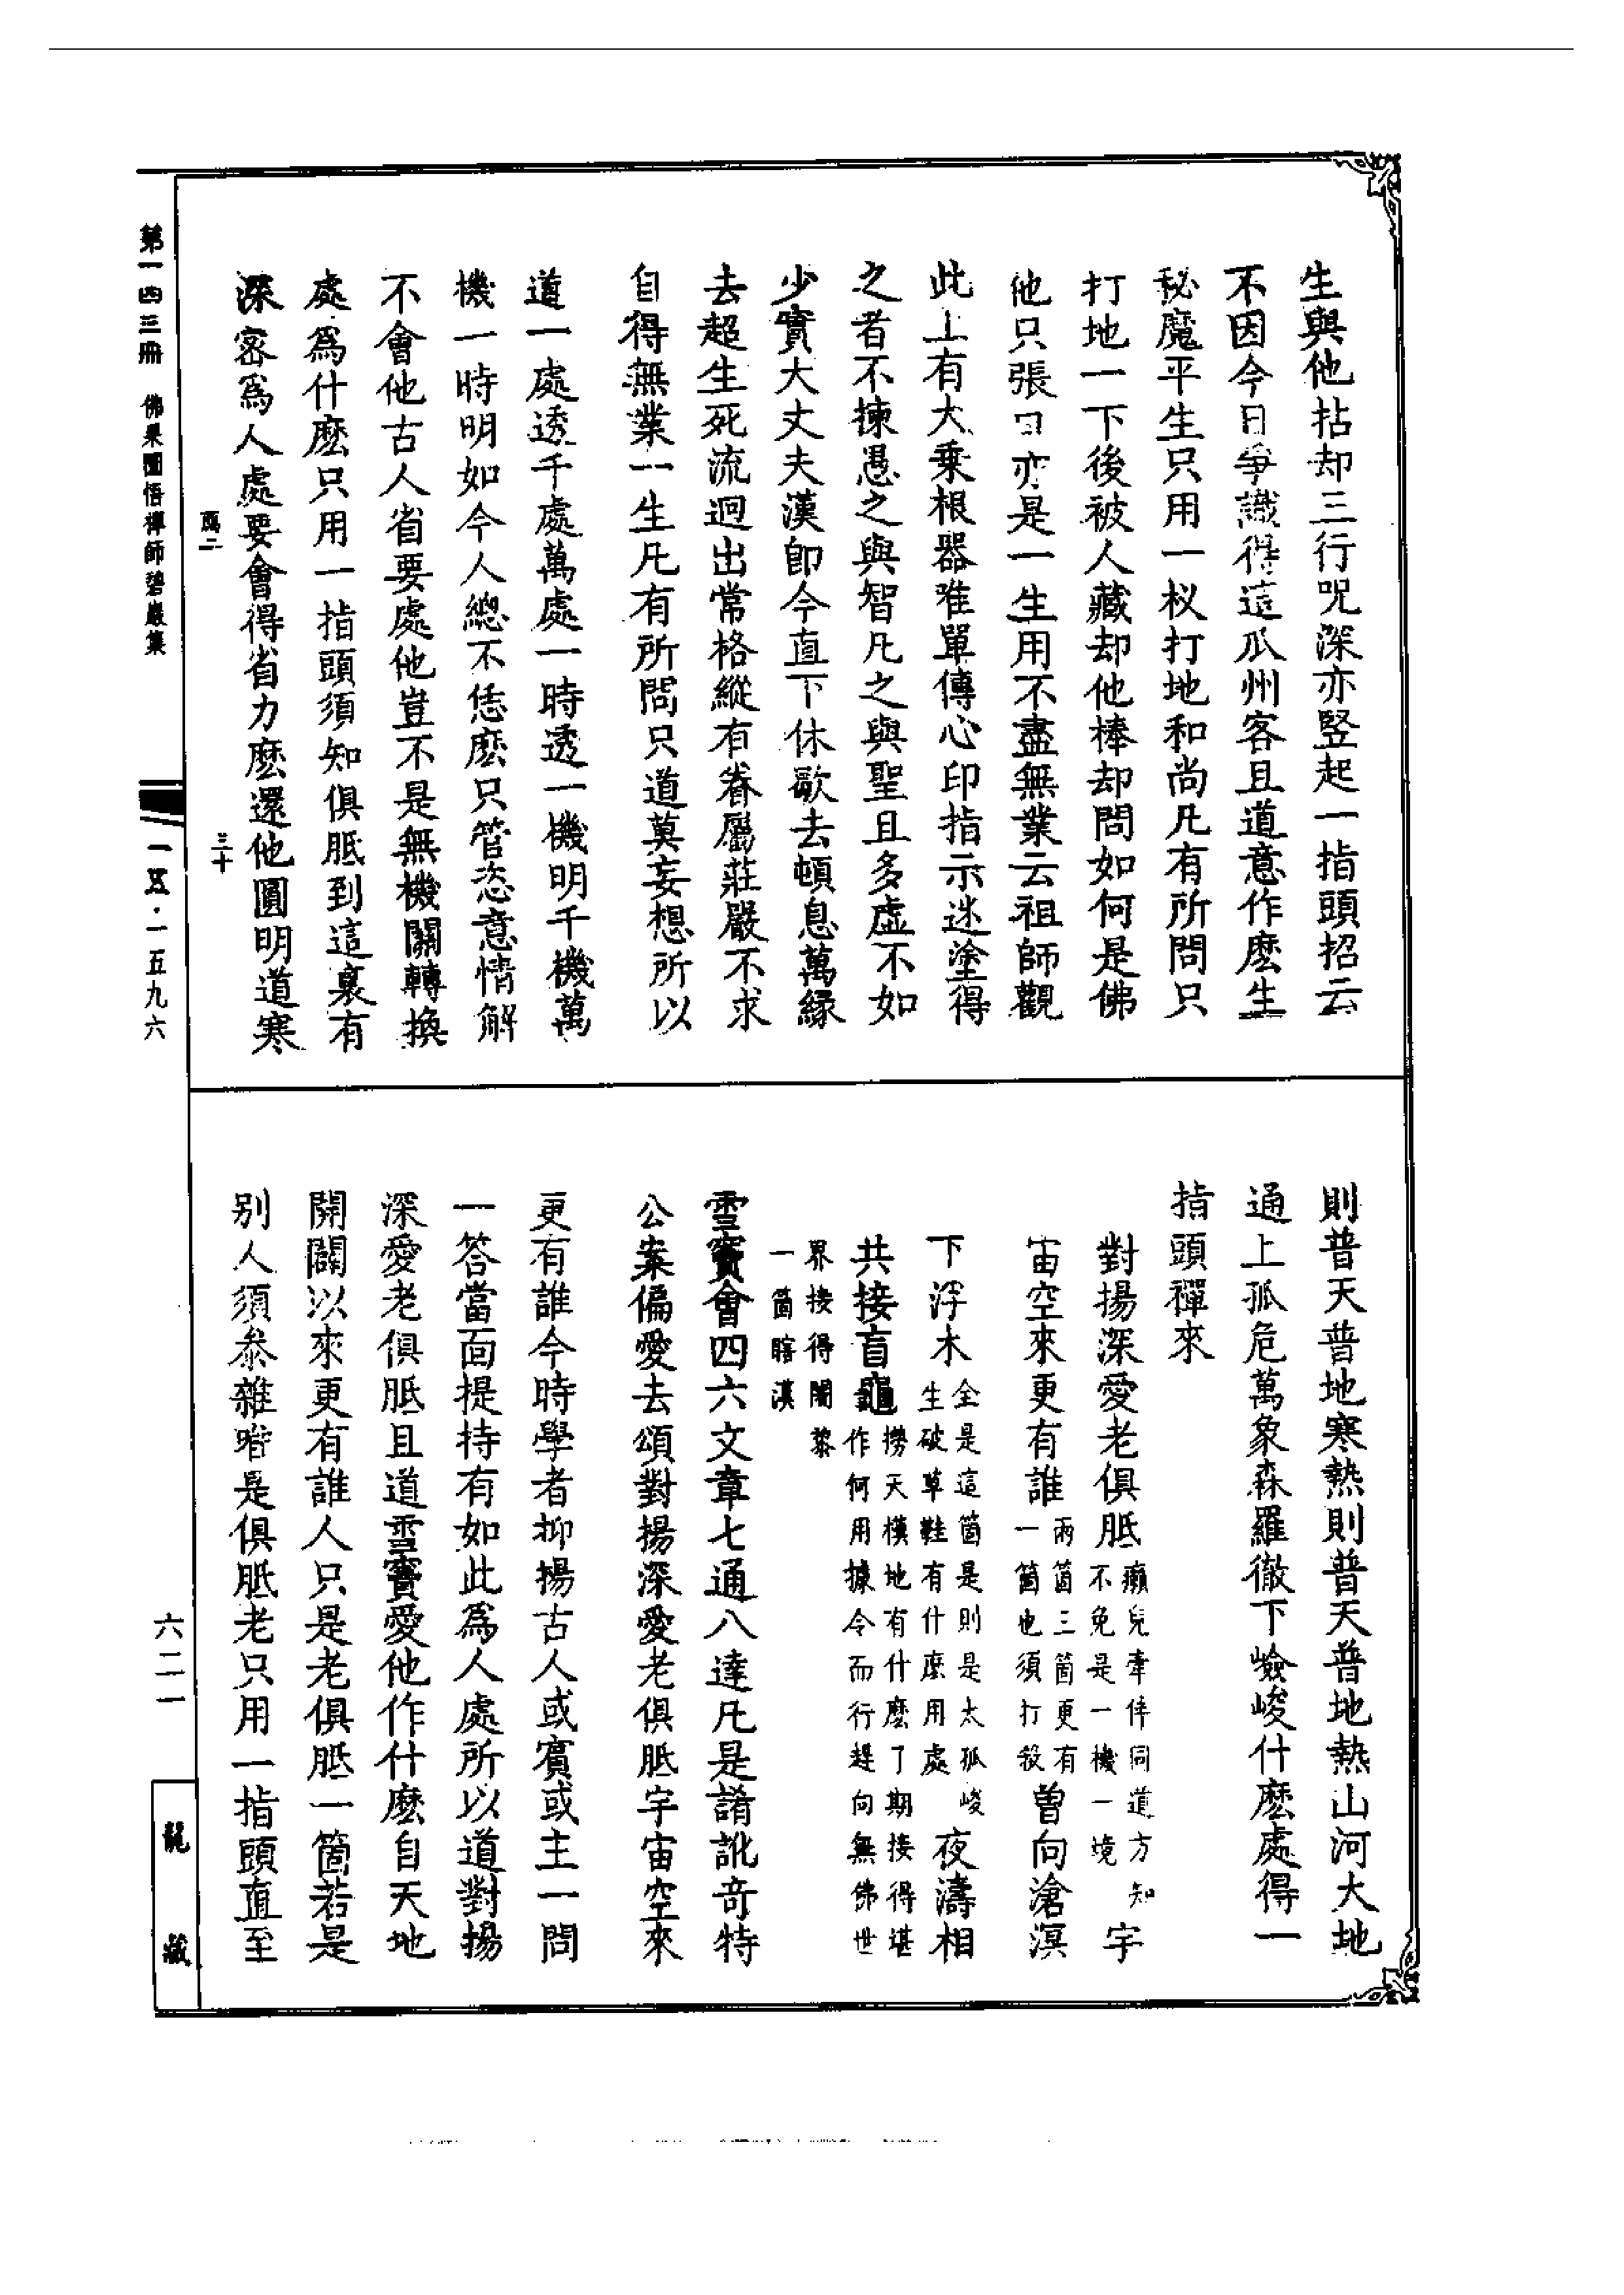 生與他拈却三行呪深亦竪起一指頭招云
不因今日爭識得這瓜州客且道意作麽生
秘魔平生只用一杈打地和尚凡有所問只
打地一下後被人藏却他棒却問如何是佛
他只張口亦是一生用不盡無業云祖師觀
此土有大乗根器唯單傳心印指示迷塗得
之者不揀愚之與智凡之與聖且多虛不如
少實大丈夫漢卽今直下休歇去頓息萬緣
去超生死流迥出常格縱有眷屬莊嚴不求
自得無業一生凡有所問只道莫妄想所以
道一處透千處萬處一時透一機明千機萬
機一時明如今人總不恁麽只管恣意情解
不會他古人省要處他豈不是無機關轉換
處爲什麽只用一指頭須知俱胝到這裏有
深密爲人處要會得省力麽還他圓明道寒
三十
第一四三冊　佛果圜悟禪師碧巖集
一五·一五九六
則普天普地寒熱則普天普地熱山河大地
通上孤危萬象森羅徹下嶮峻什麽處得一
指頭禪來
對揚深愛老俱胝癩兒牽伴同道方知不免是一機一境宇
宙空來更有誰兩箇三箇更有一箇也須打殺曽向滄溟
下浮木全是這箇是則是太孤峻生破草鞋有什麽用處夜濤相
共接盲龜撈天摸地有什麽了期接得堪作何用據令而行趕向無佛世
界接得闍黎一箇瞎漢
雪竇會四六文章七通八達凡是誵訛竒特
公案偏愛去頌對揚深愛老俱胝宇宙空來
更有誰今時學者抑揚古人或賓或主一問
一答當面提持有如此爲人處所以道對揚
深愛老俱胝且道雪竇愛他作什麽自天地
開闢以來更有誰人只是老俱胝一箇若是
别人須叅雜唯是俱胝老只用一指頭直至
六二一
龍藏